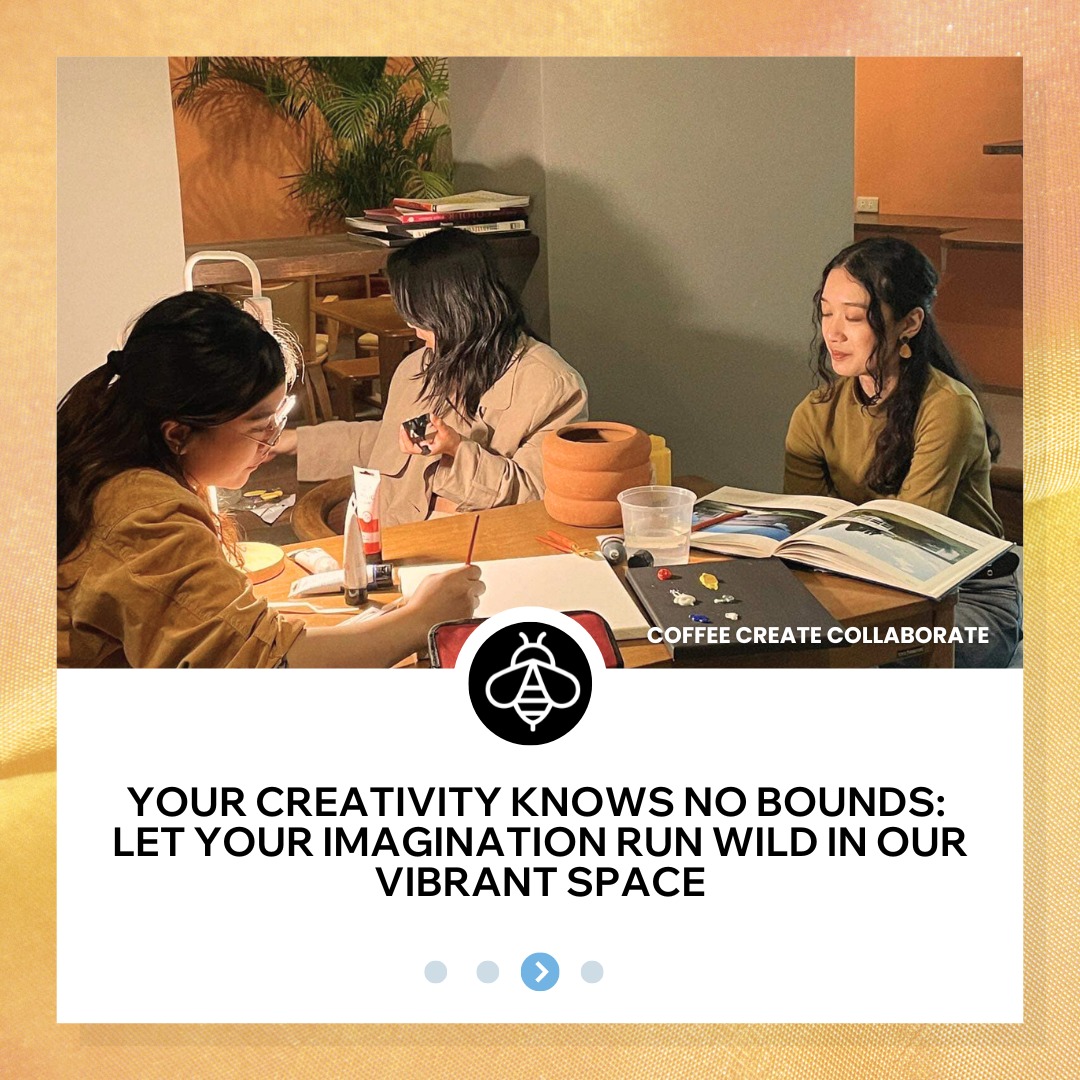 COFFEE CREATE COLLABORATE
YOUR CREATIVITY KNOWS NO BOUNDS:
LET YOUR IMAGINATION RUN WILD IN OUR
VIBRANT SPACE